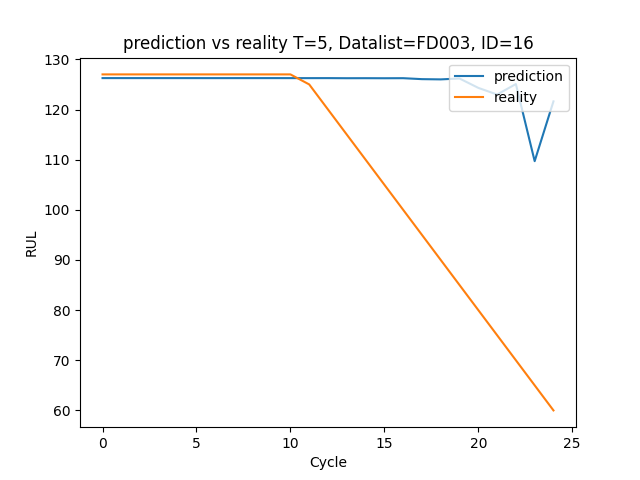 prediction vs reality T=5, Datalist=FD003, ID=16
prediction
reality
130
120
110
100
90
80
70
60
RUL
0 5 10 15 20 25
Cycle